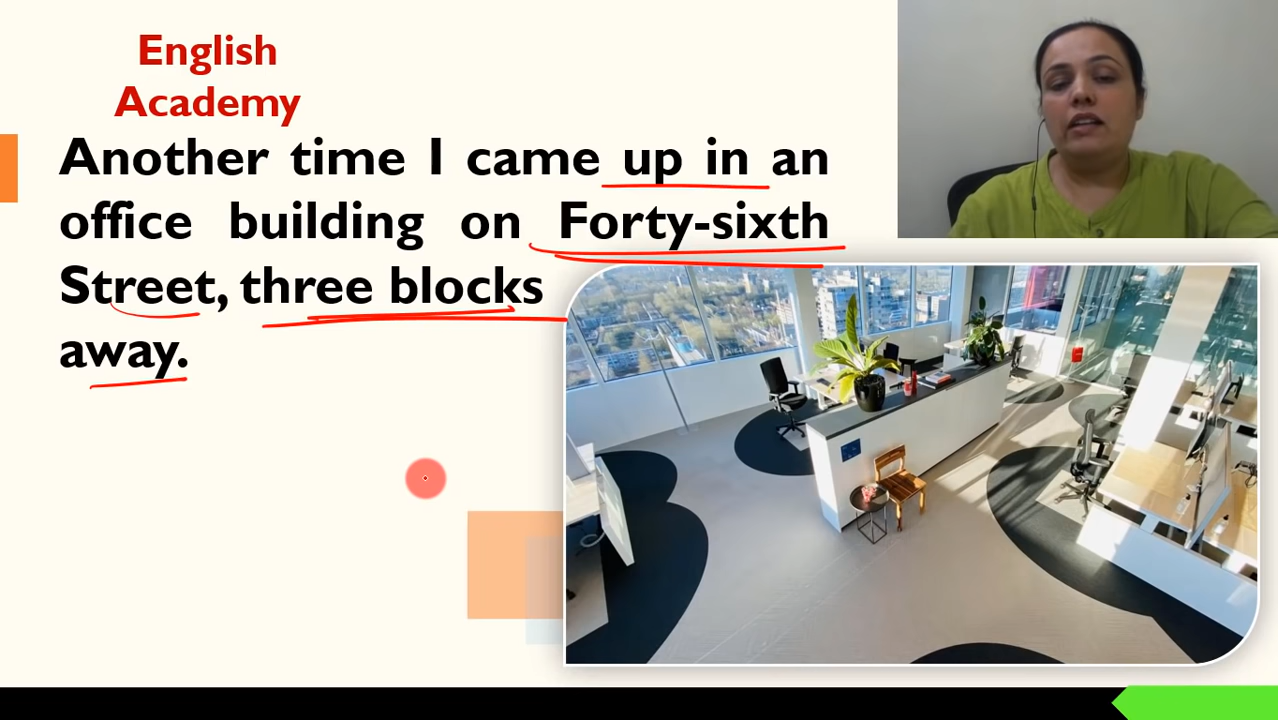 English
Academy
Another time I came up in an
office building on Forty-sixth
Street, three blocks
away.